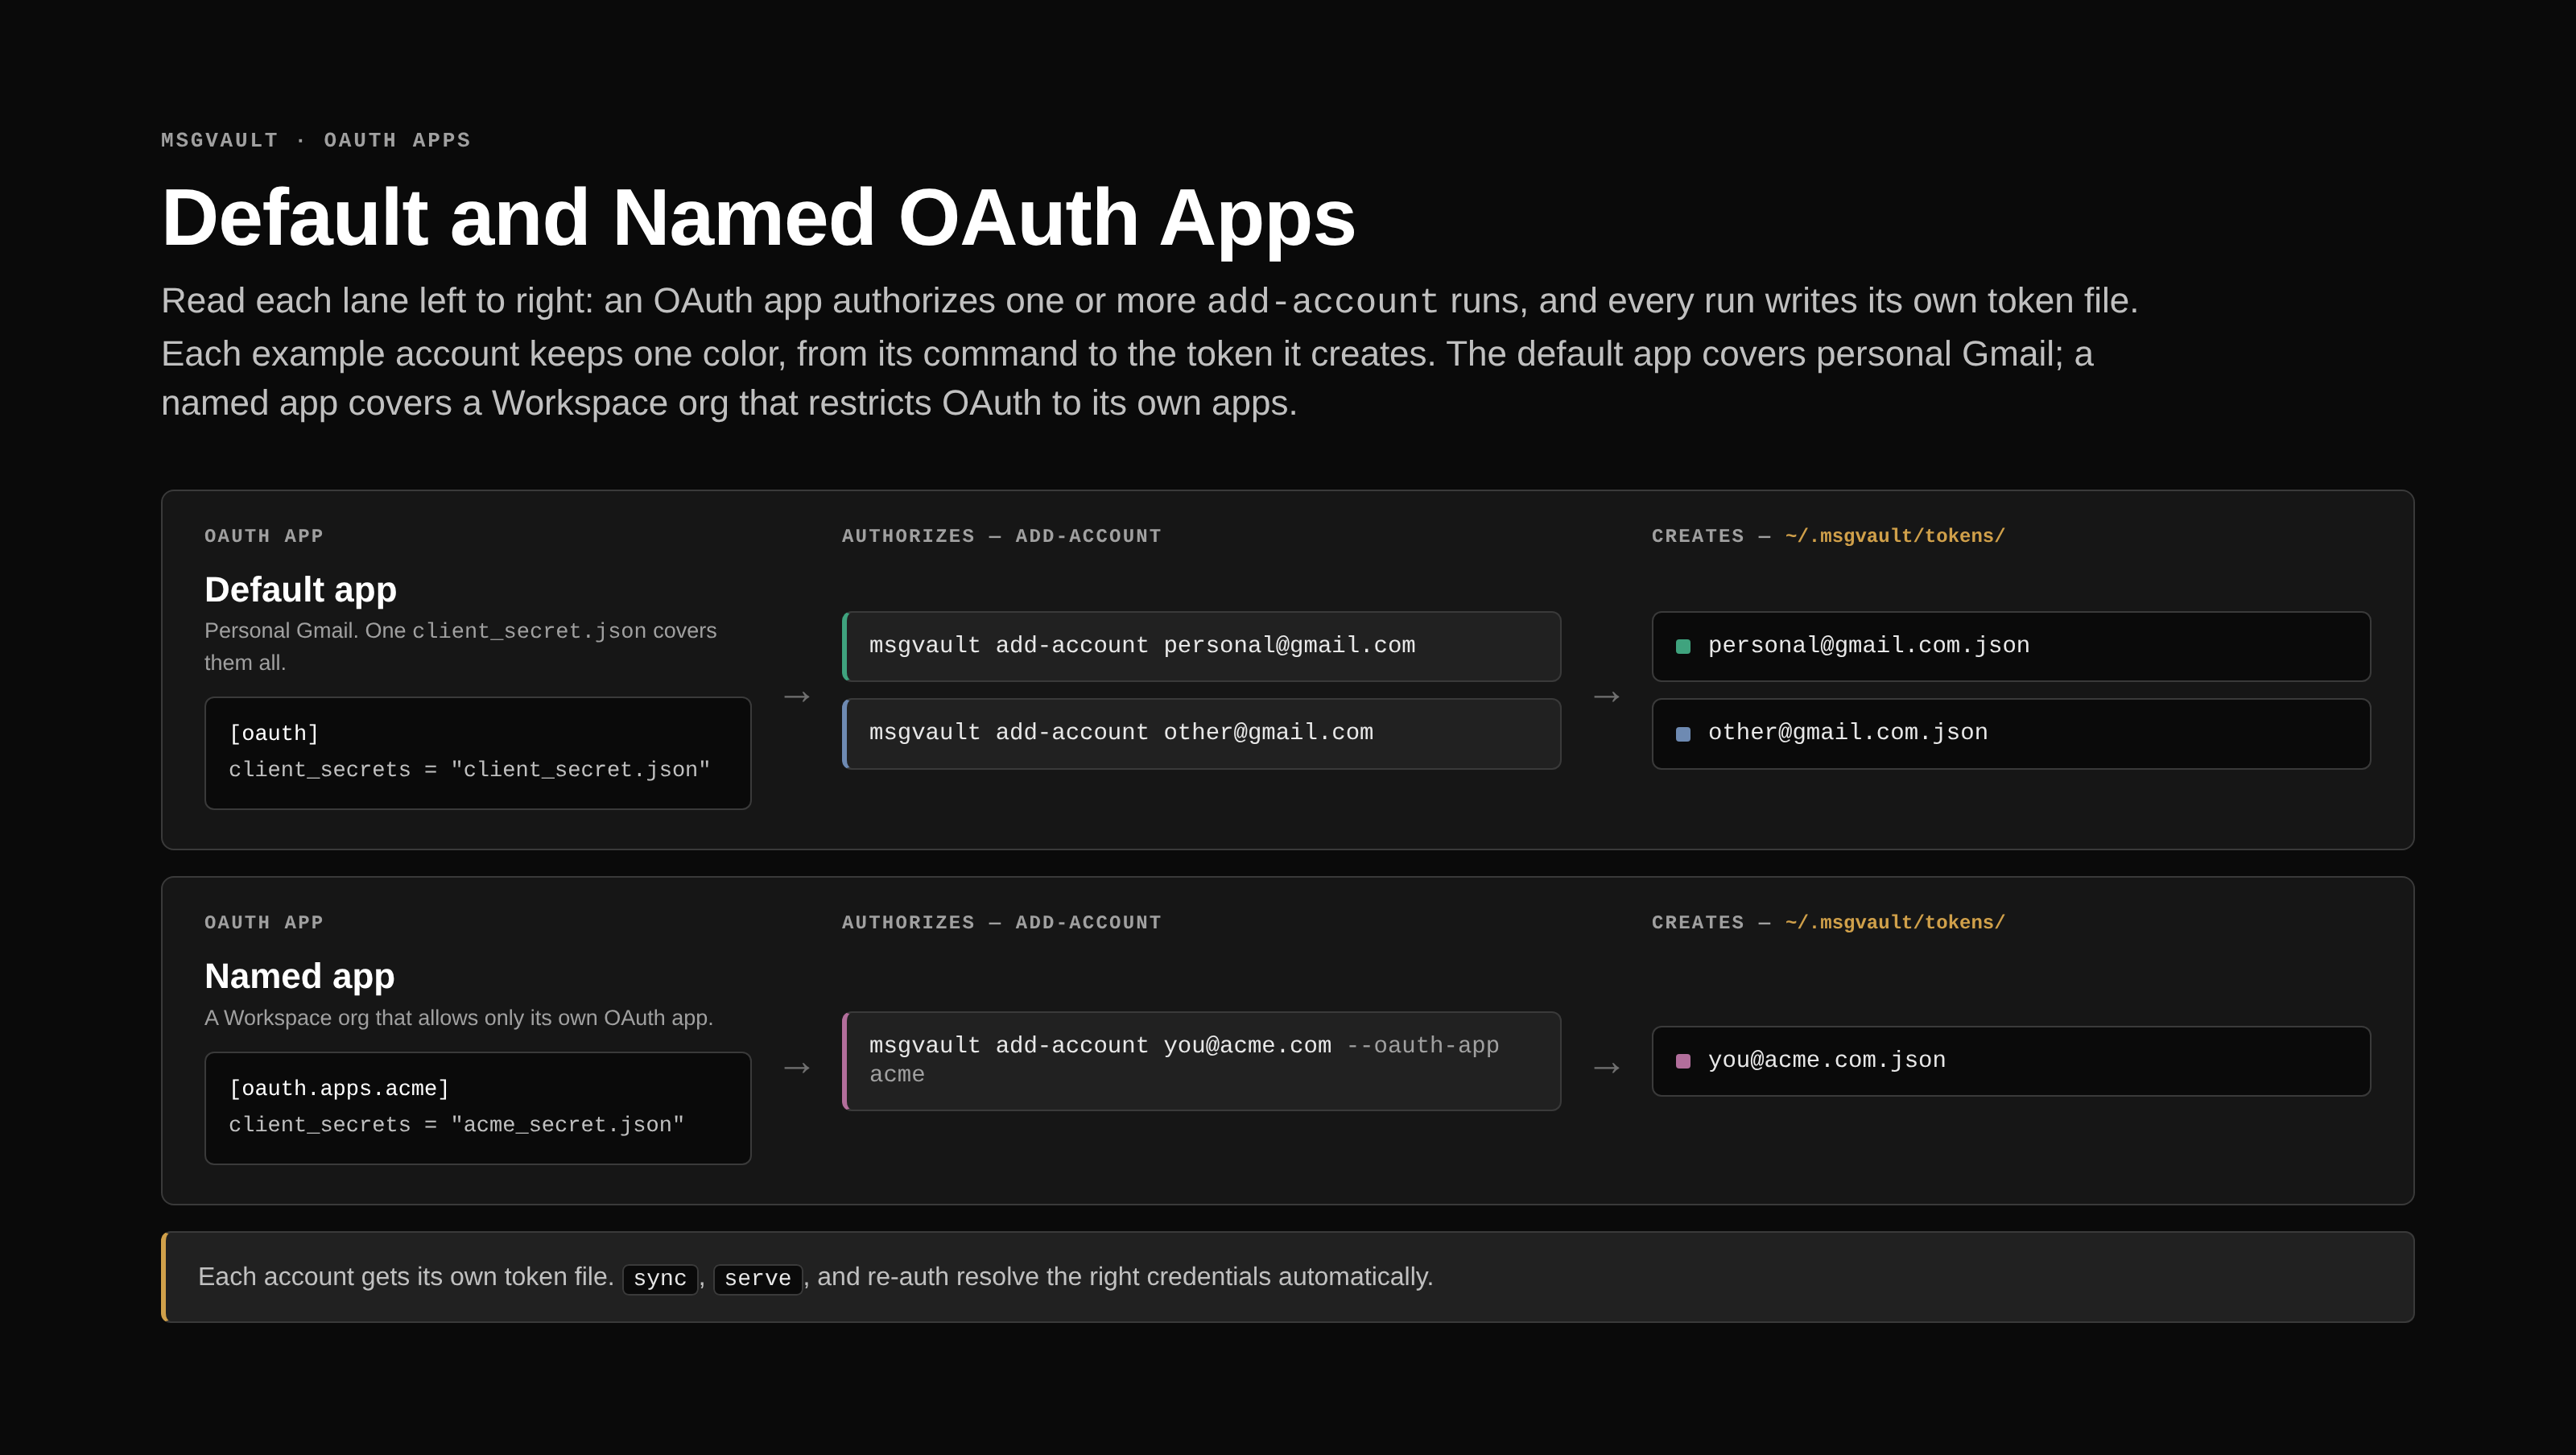 MSGVAULT · OAUTH APPS
Default and Named OAuth Apps
Read each lane left to right: an OAuth app authorizes one or more add-account runs, and every run writes its own token file.
Each example account keeps one color, from its command to the token it creates. The default app covers personal Gmail; a
named app covers a Workspace org that restricts OAuth to its own apps.
OAUTH APP
Default app
Personal Gmail. One client_secret.json covers
them all.
[oauth]
client_secrets = "client_secret.json"
→
AUTHORIZES — ADD-ACCOUNT
msgvault add-account personal@gmail.com
msgvault add-account other@gmail.com
→
CREATES — ~/.msgvault/tokens/
personal@gmail.com.json
other@gmail.com.json
OAUTH APP
Named app
A Workspace org that allows only its own OAuth app.
[oauth.apps.acme]
client_secrets = "acme_secret.json"
→
AUTHORIZES — ADD-ACCOUNT
msgvault add-account you@acme.com --oauth-app
acme
→
CREATES — ~/.msgvault/tokens/
you@acme.com.json
Each account gets its own token file. sync, serve, and re-auth resolve the right credentials automatically.